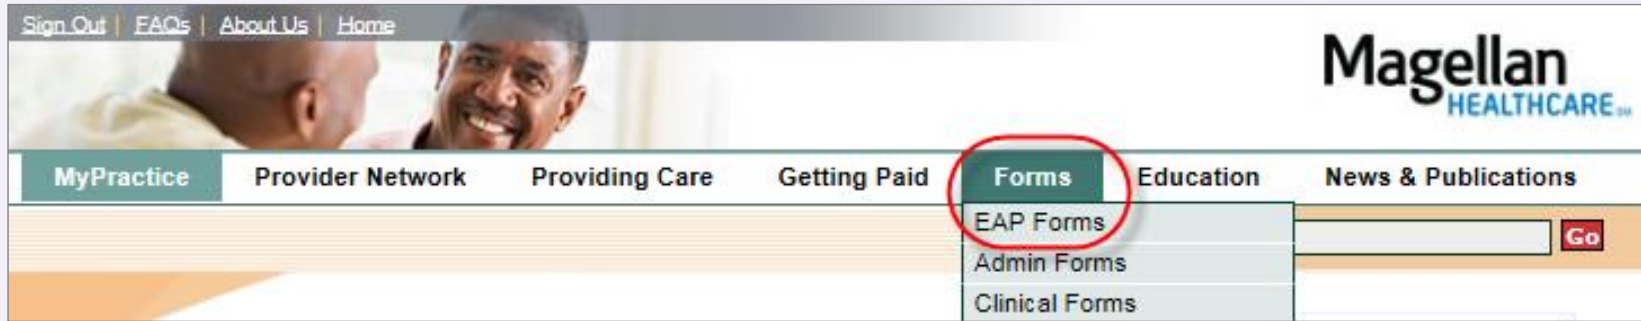 Sign Out | FAQs | About Us | Home
Magellan
HEALTHCARE SM
MyPractice Provider Network Providing Care Getting Paid Forms Education News & Publications
EAP Forms
Go
Admin Forms
Clinical Forms